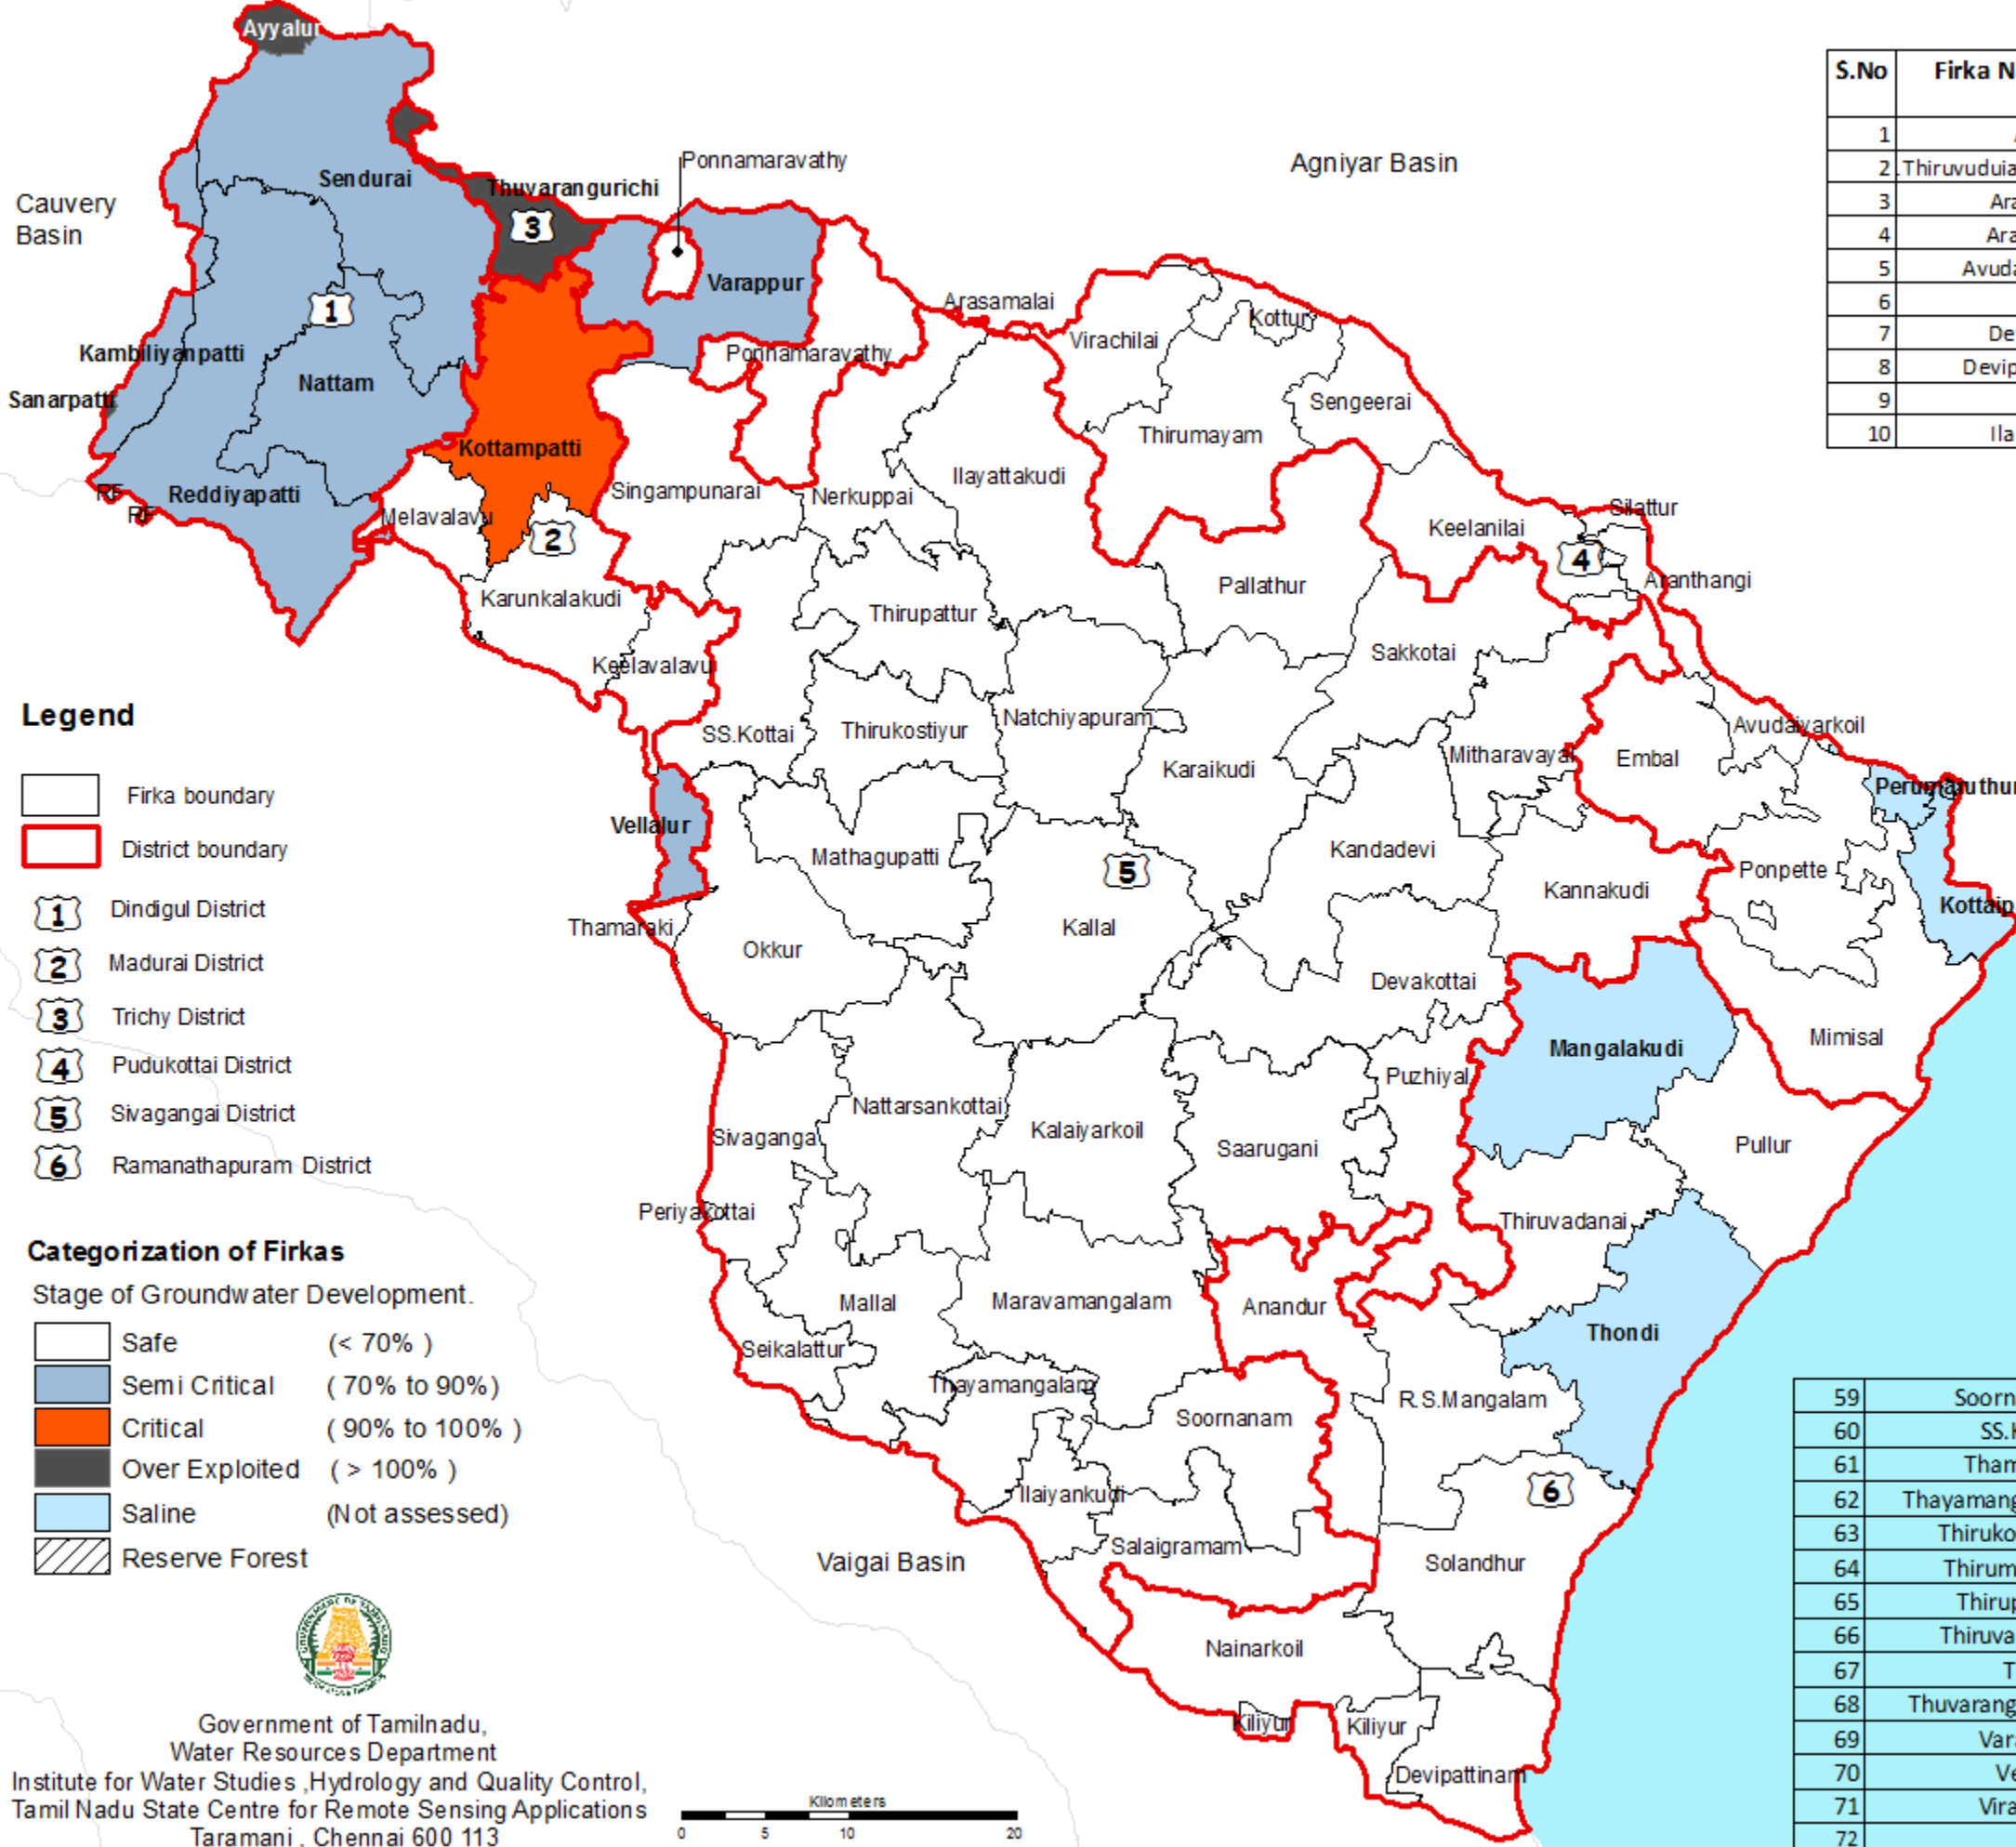 Ayyalur
Cauvery
Basin
Sendurai
Thuvarangurichi
3
Ponnamaravathy
Agniyar Basin
Varappur
1
Kambiliyanpatti
Nattam
Sanarpatti
Ponnamaravathy
Arasamalai
Virachilai
Kottur
Sengeerai
Thirumayam
Kottampatti
Reddiyapatti
RF
RF
Melavalavu
2
Singampunarai
Nerkuppai
Ilayattakudi
Keelanilai
Silattur
4
Aranthangi
Karunkalakudi
Thirupattur
Pallathur
Keelavalavu
Sakkotai
SS.Kottai
Thirukostiyur
Natchiyapuram
Karaikudi
Mitharavayal
Embal
Avudaiyarkoil
Vellalur
Mathagupatti
5
Kandadevi
Kannakudi
Ponpette
Thamaraki
Okkur
Kallal
Devakottai
Mangalakudi
Mimisal
Puzhiyal
Nattarsankottai
Sivaganga
Kalaiyarkoil
Saarugani
Pullur
Periyakottai
Thiruvadanai
Mallal
Maravamangalam
Anandur
Thondi
Seikalattur
Thayamangalam
Soornanam
R.S.Mangalam
Ilaiyankudi
6
Salaigramam
Solandhur
Vaigai Basin
Nainarkoil
Kiliyur
Kiliyur
Devipattinam
Legend
Firka boundary
District boundary
1 Dindigul District
2 Madurai District
3 Trichy District
4 Pudukottai District
5 Sivagangai District
6 Ramanathapuram District
Categorization of Firkas
Stage of Groundwater Development.
Safe (< 70% )
Semi Critical ( 70% to 90%)
Critical ( 90% to 100% )
Over Exploited ( > 100% )
Saline (Not assessed)
Reserve Forest
Government of Tamilnadu,
Water Resources Department
Institute for Water Studies ,Hydrology and Quality Control,
Tamil Nadu State Centre for Remote Sensing Applications
Taramani , Chennai 600 113
Kilometers
0 5 10 20
S.No Firka N
1
2 Thiruvuduia
3 Ara
4 Ara
5 Avuda
6
7 De
8 Devip
9
10 Ila
Kottaip
59 Soorn
60 SS.K
61 Tham
62 Thayamang
63 Thiruko
64 Thirum
65 Thirup
66 Thiruva
67 T
68 Thuvarang
69 Vara
70 Ve
71 Vira
72